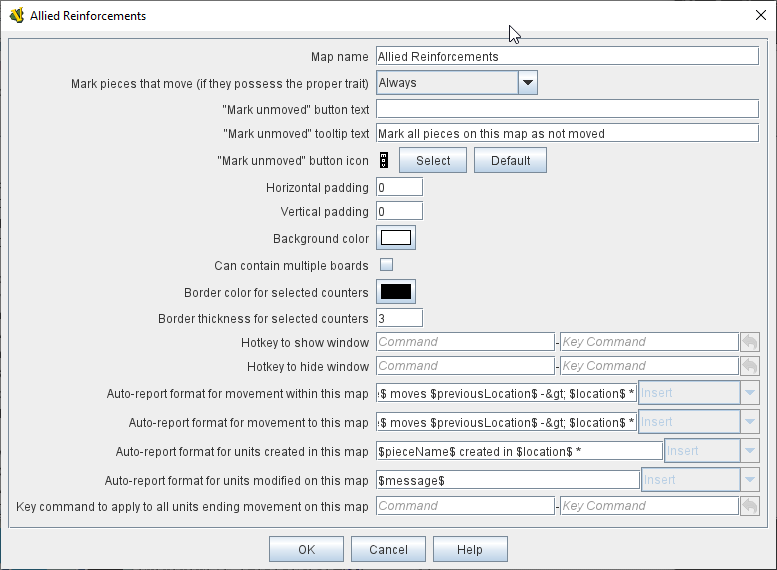 Allied Reinforcements
Map name Allied Reinforcements
Mark pieces that move (if they possess the proper trait) Always
"Mark unmoved" button text
"Mark unmoved" tooltip text Mark all pieces on this map as not moved
"Mark unmoved" button icon Select Default
Horizontal padding 0
Vertical padding 0
Background color
Can contain multiple boards
Border color for selected counters
Border thickness for selected counters 3
Hotkey to show window Command - Key Command
Hotkey to hide window Command - Key Command
Auto-report format for movement within this map $ moves $previousLocation$ -&gt; $location$ * Insert
Auto-report format for movement to this map $ moves $previousLocation$ -&gt; $location$ * Insert
Auto-report format for units created in this map $pieceName$ created in $location$ * Insert
Auto-report format for units modified on this map $message$ Insert
Key command to apply to all units ending movement on this map Command - Key Command
OK Cancel Help